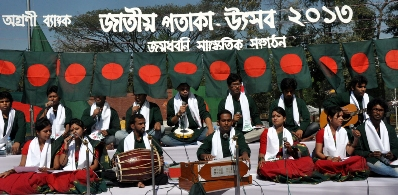 অগ্রণী ব্যাংক
জাতীয় পতাকা উৎসব ২০১৩
জয়ধ্বনি সাংস্কৃতিক সংগঠন